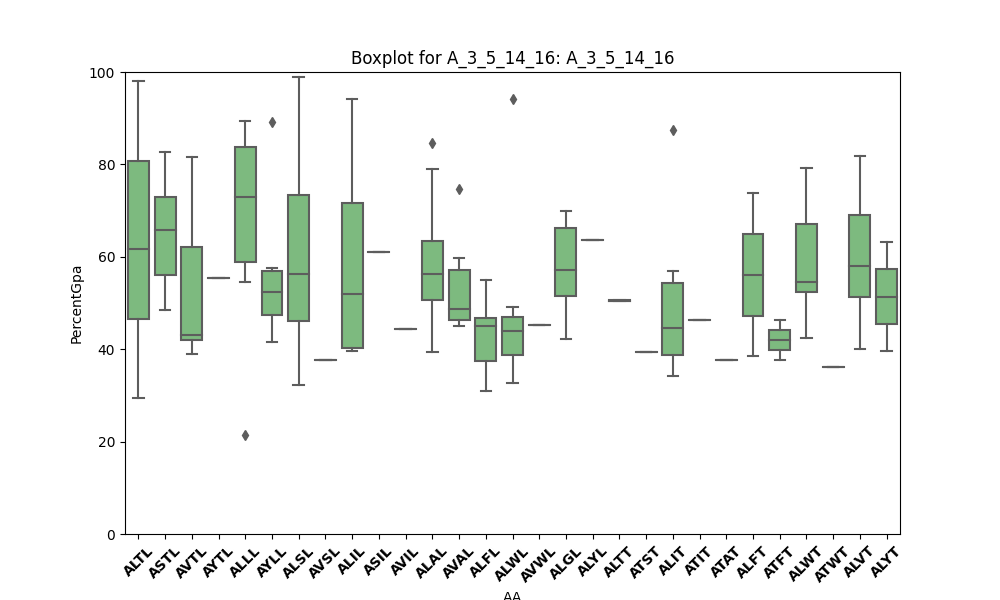 Boxplot for A_3_5_14_16: A_3_5_14_16
100
80
60
40
20
0
PercentGpa
ALTL ASTL AVTL AYTL ALLL AYLL ALSL AVSL ALIL ASIL AVIL ALAL AVAL ALFL ALWL AVWL ALGL ALYL ALTT ATST ALIT ATIT ATAT ALFT ATFT ALWT ATWT ALVT ALYT
AA